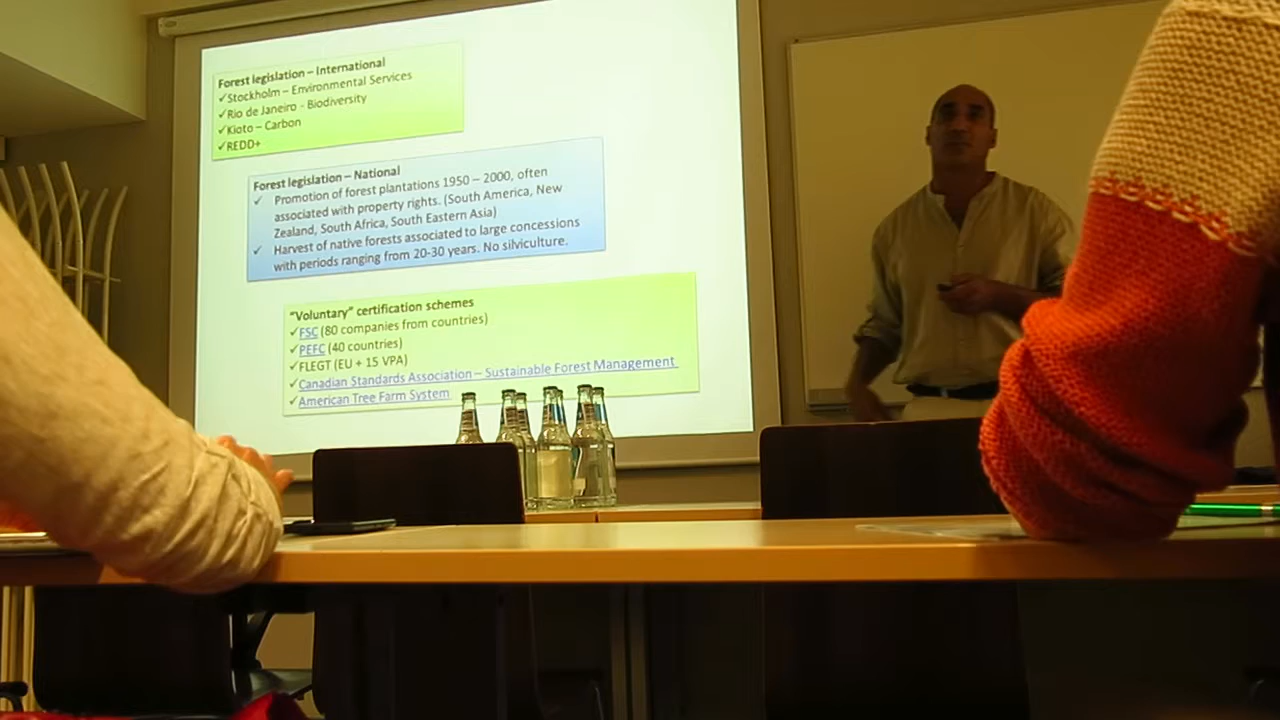 Forest legislation – International
✓Stockholm – Environmental Services
✓Rio de Janeiro - Biodiversity
✓Kioto – Carbon
✓REDD+
Forest legislation – National
✓ Promotion of forest plantations 1950 – 2000, often
associated with property rights. (South America, New
Zealand, South Africa, South Eastern Asia)
✓ Harvest of native forests associated to large concessions
with periods ranging from 20-30 years. No silviculture.
“Voluntary” certification schemes
✓FSC (80 companies from countries)
✓PEFC (40 countries)
✓FLEGT (EU + 15 VPA)
✓Canadian Standards Association – Sustainable Forest Management
✓American Tree Farm System